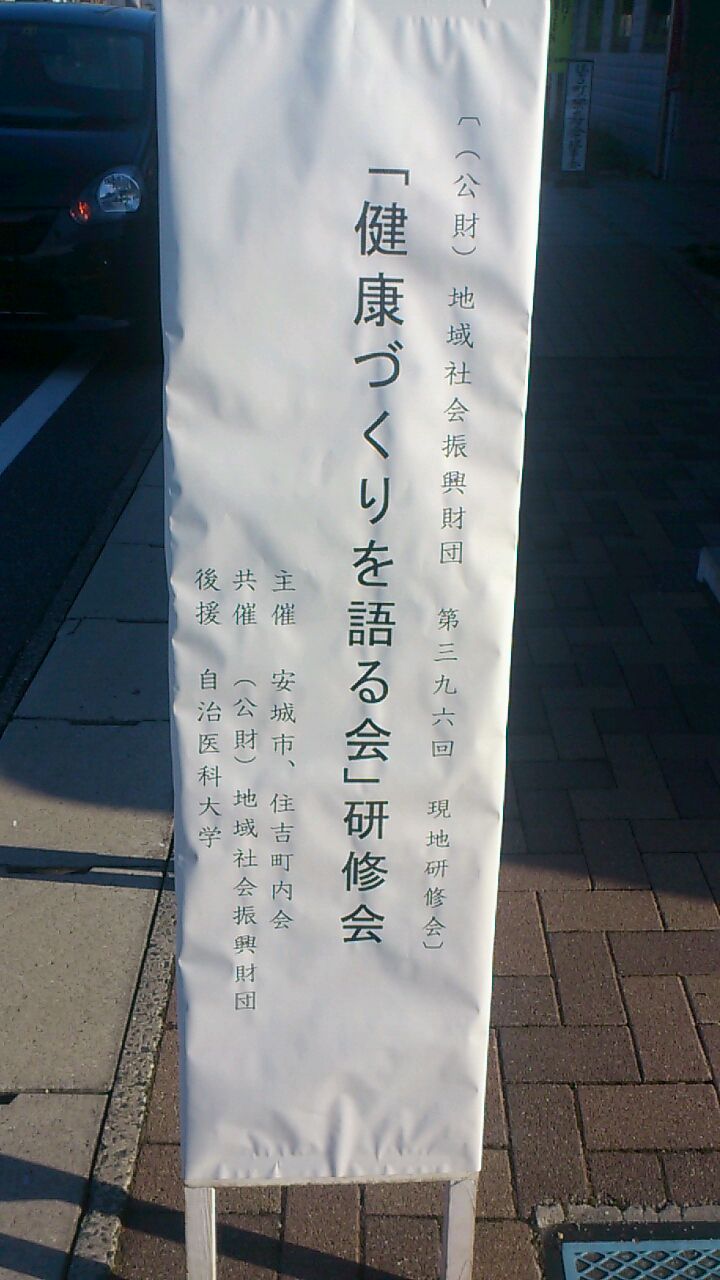 〔（公財）地域社会振興財団　第三九六回　現地研修会〕
「健康づくりを語る会」研修会
主催　安城市、住吉町内会
共催　（公財）地域社会振興財団
後援　自治医科大学